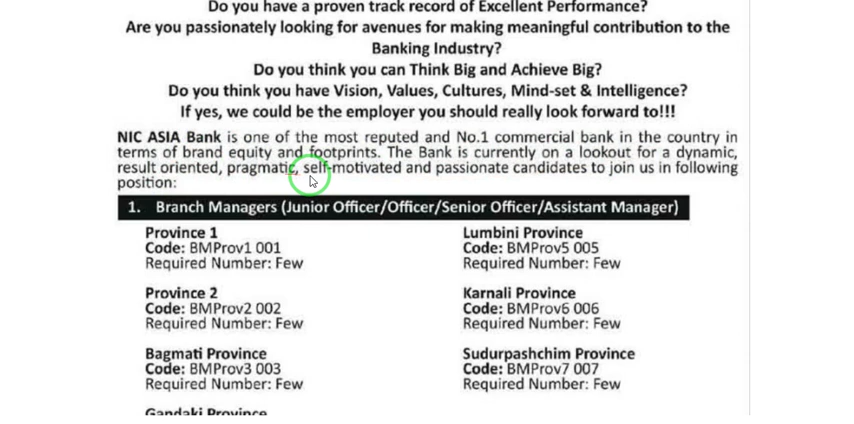 Do you have a proven track record of Excellent Performance?
Are you passionately looking for avenues for making meaningful contribution to the
Banking Industry?
Do you think you can Think Big and Achieve Big?
Do you think you have Vision, Values, Cultures, Mind-set & Intelligence?
If yes, we could be the employer you should really look forward to!!!
NIC ASIA Bank is one of the most reputed and No.1 commercial bank in the country in
terms of brand equity and footprints. The Bank is currently on a lookout for a dynamic,
result oriented, pragmatic, self-motivated and passionate candidates to join us in following
position:
1. Branch Managers (Junior Officer/Officer/Senior Officer/Assistant Manager)
Province 1
Code: BMProv1 001
Required Number: Few
Province 2
Code: BMProv2 002
Required Number: Few
Bagmati Province
Code: BMProv3 003
Required Number: Few
Gandaki Province
Lumbini Province
Code: BMProv5 005
Required Number: Few
Karnali Province
Code: BMProv6 006
Required Number: Few
Sudurpashchim Province
Code: BMProv7 007
Required Number: Few